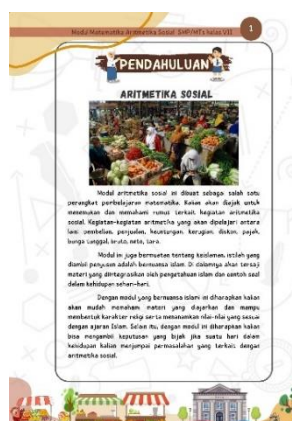 Modul Matematika Aritmetika Sosial SMP/MTs kelas VII
1
PENDAHULUAN
ARITMETIKA SOSIAL
Modul aritmetika sosial ini dibuat sebagai salah satu
perangkat pembelajaran matematika. Kalian akan diajak untuk
menemukan dan memahami rumus terkait kegiatan aritmetika
sosial. Kegiatan-kegiatan aritmetika yang akan dipelajari antara
lain: pembelian, penjualan, keuntungan, kerugian, diskon, pajak,
bunga tunggal, bruto, neto, tara.
Modul ini juga bermuatan tentang keislaman, istilah yang
diambil penyusun adalah bernuansa islam. Di dalamnya akan tersaji
materi yang diintegrasikan oleh pengetahuan islam dan contoh soal
dalam kehidupan sehari-hari.
Dengan modul yang bernuansa islami ini diharapkan kalian
akan mudah memahami materi yang diajarkan dan mampu
membentuk karakter religi serta menanamkan nilai-nilai yang sesuai
dengan ajaran Islam. Selain itu, dengan modul ini diharapkan kalian
bisa mengambil keputusan yang bijak jika suatu hari dalam
kehidupan kalian menjumpai permasalahan yang terkait dengan
aritmetika sosial.